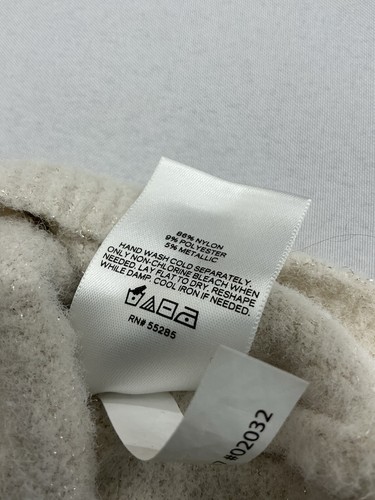 86% NYLON
9% POLYESTER
5% METALLIC
HAND WASH COLD SEPARATELY.
ONLY NON-CHLORINE BLEACH WHEN
NEEDED. LAY FLAT TO DRY. RESHAPE
WHILE DAMP. COOL IRON IF NEEDED.
RN# 55285
#02032